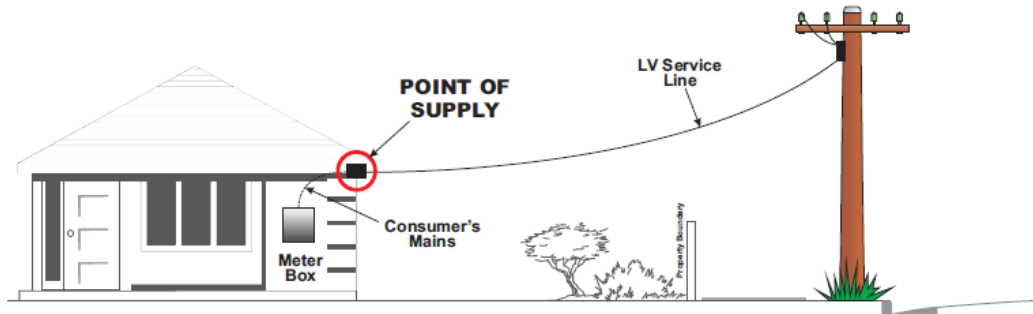 POINT OF
SUPPLY
LV Service
Line
Consumer's
Mains
Meter
Box
Property Boundary